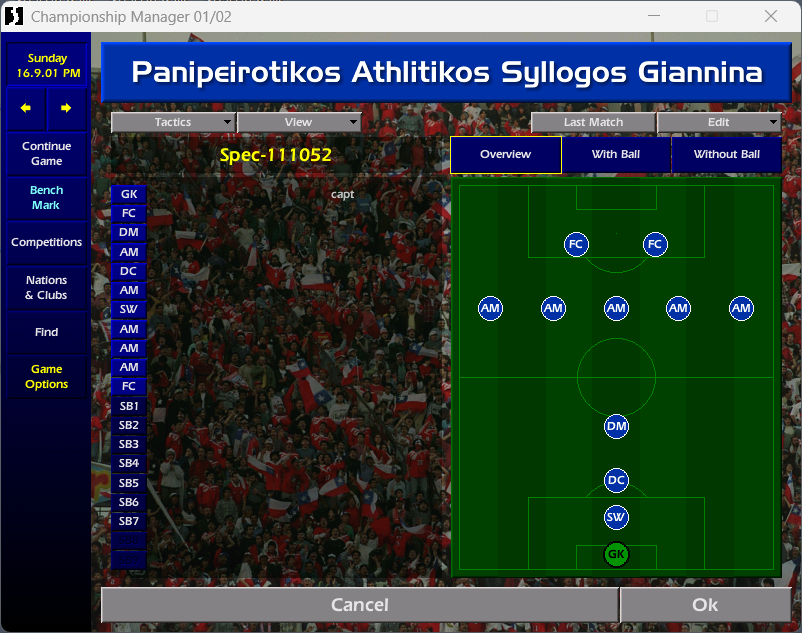 Championship Manager 01/02
Sunday
16.9.01 PM
Continue
Game
Bench
Mark
Competitions
Nations
& Clubs
Find
Game
Options
Panipeirotikos Athlitikos Syllogos Giannina
Tactics
View
Last Match
Edit
Spec-111052
Overview
With Ball
Without Ball
GK
capt
FC
DM
AM
DC
AM
SW
AM
AM
AM
FC
SB1
SB2
SB3
SB4
SB5
SB6
SB7
FC FC
AM AM AM AM AM
DM
DC
SW
GK
Cancel
Ok